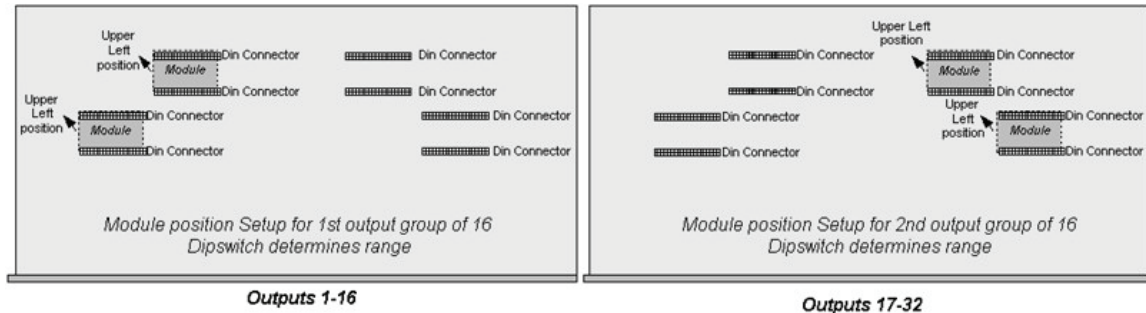 Upper
Left
position
Din Connector
Module
Din Connector
Din Connector
Din Connector
Upper
Left
position
Din Connector
Module
Din Connector
Din Connector
Din Connector
Module position Setup for 1st output group of 16
Dipswitch determines range
Outputs 1-16
Din Connector
Din Connector
Upper Left
position
Din Connector
Module
Din Connector
Din Connector
Din Connector
Upper
Left
position
Din Connector
Module
Din Connector
Module position Setup for 2nd output group of 16
Dipswitch determines range
Outputs 17-32